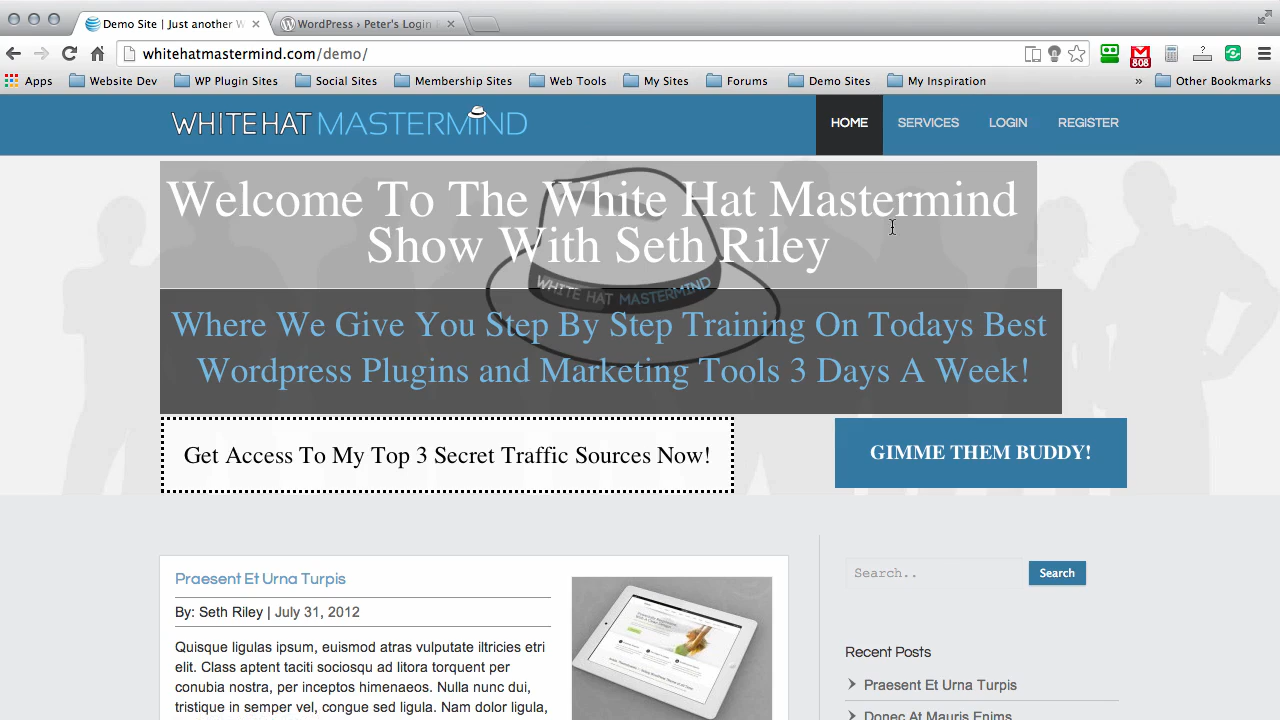 Demo Site | Just another W
WordPress › Peter's Login
whitehatmastermind.com/demo/
808
Apps
Website Dev
WP Plugin Sites
Social Sites
Membership Sites
Web Tools
My Sites
Forums
Demo Sites
My Inspiration
»
Other Bookmarks
WHITE HAT MASTERMIND
HOME
SERVICES
LOGIN
REGISTER
Welcome To The White Hat Mastermind
Show With Seth Riley
WHITE HAT MASTERMIND
Where We Give You Step By Step Training On Todays Best
Wordpress Plugins and Marketing Tools 3 Days A Week!
Get Access To My Top 3 Secret Traffic Sources Now!
GIMME THEM BUDDY!
Praesent Et Urna Turpis
By: Seth Riley | July 31, 2012
Quisque ligulas ipsum, euismod atras vulputate iltricies etri
elit. Class aptent taciti sociosqu ad litora torquent per
conubia nostra, per inceptos himenaeos. Nulla nunc dui,
tristique in semper vel, congue sed ligula. Nam dolor ligula,
Search..
Search
Recent Posts
Praesent Et Urna Turpis
Donec At Mauris Enims